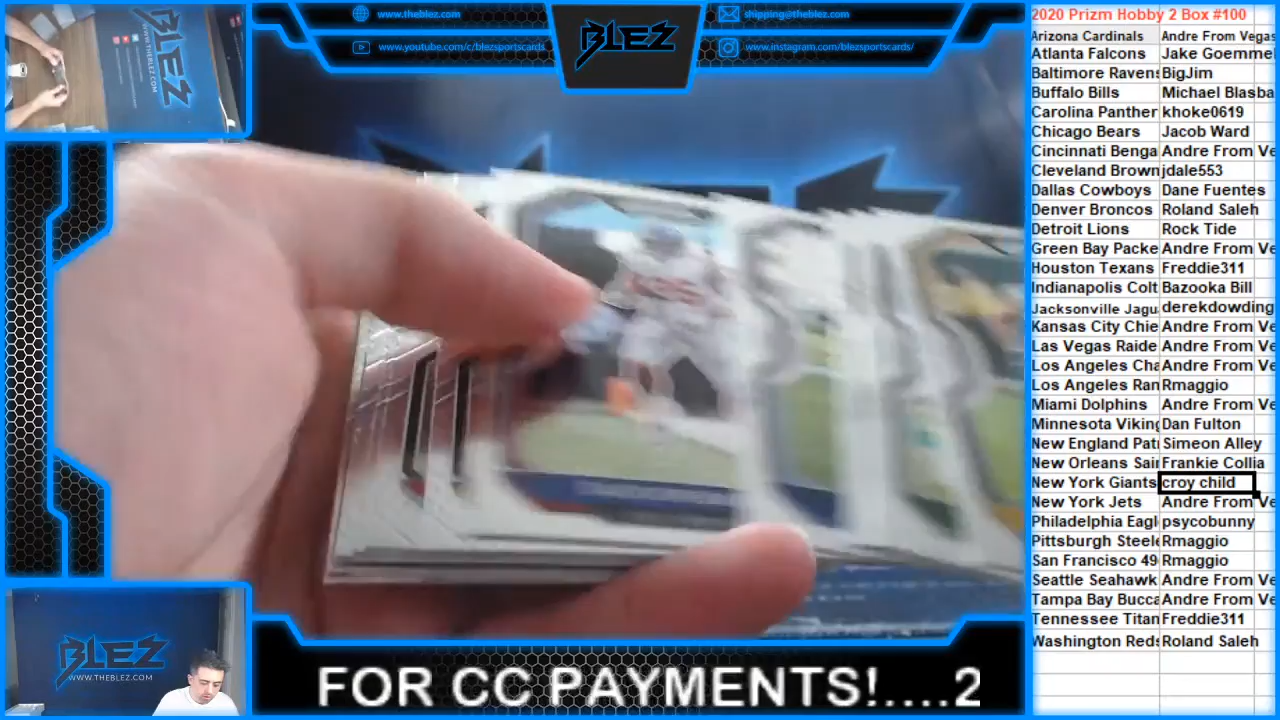 www.theblez.com
shipping@theblez.com
www.youtube.com/c/blezsportscards
www.instagram.com/blezsportscards/
BLEZ
BLEZ
WWW.THEBLEZ.COM
2020 Prizm Hobby 2 Box #100
Arizona Cardinals Andre From Vegas
Atlanta Falcons Jake Goemme
Baltimore Ravens BigJim
Buffalo Bills Michael Blasba
Carolina Panther khoke0619
Chicago Bears Jacob Ward
Cincinnati Benga Andre From Ve
Cleveland Brown jdale553
Dallas Cowboys Dane Fuentes
Denver Broncos Roland Saleh
Detroit Lions Rock Tide
Green Bay Packe Andre From Ve
Houston Texans Freddie311
Indianapolis Colt Bazooka Bill
Jacksonville Jagua derekdowding
Kansas City Chie Andre From Ve
Las Vegas Raide Andre From Ve
Los Angeles Cha Andre From Ve
Los Angeles Ran Rmaggio
Miami Dolphins Andre From Ve
Minnesota Viking Dan Fulton
New England Pat Simeon Alley
New Orleans Sai Frankie Collia
New York Giants croy child
New York Jets Andre From Ve
Philadelphia Eagl psycobunny
Pittsburgh Steele Rmaggio
San Francisco 49 Rmaggio
Seattle Seahawk Andre From Ve
Tampa Bay Bucca Andre From Ve
Tennessee Titan Freddie311
Washington Reds Roland Saleh
BLEZ
WWW.THEBLEZ.COM
FOR CC PAYMENTS!....2